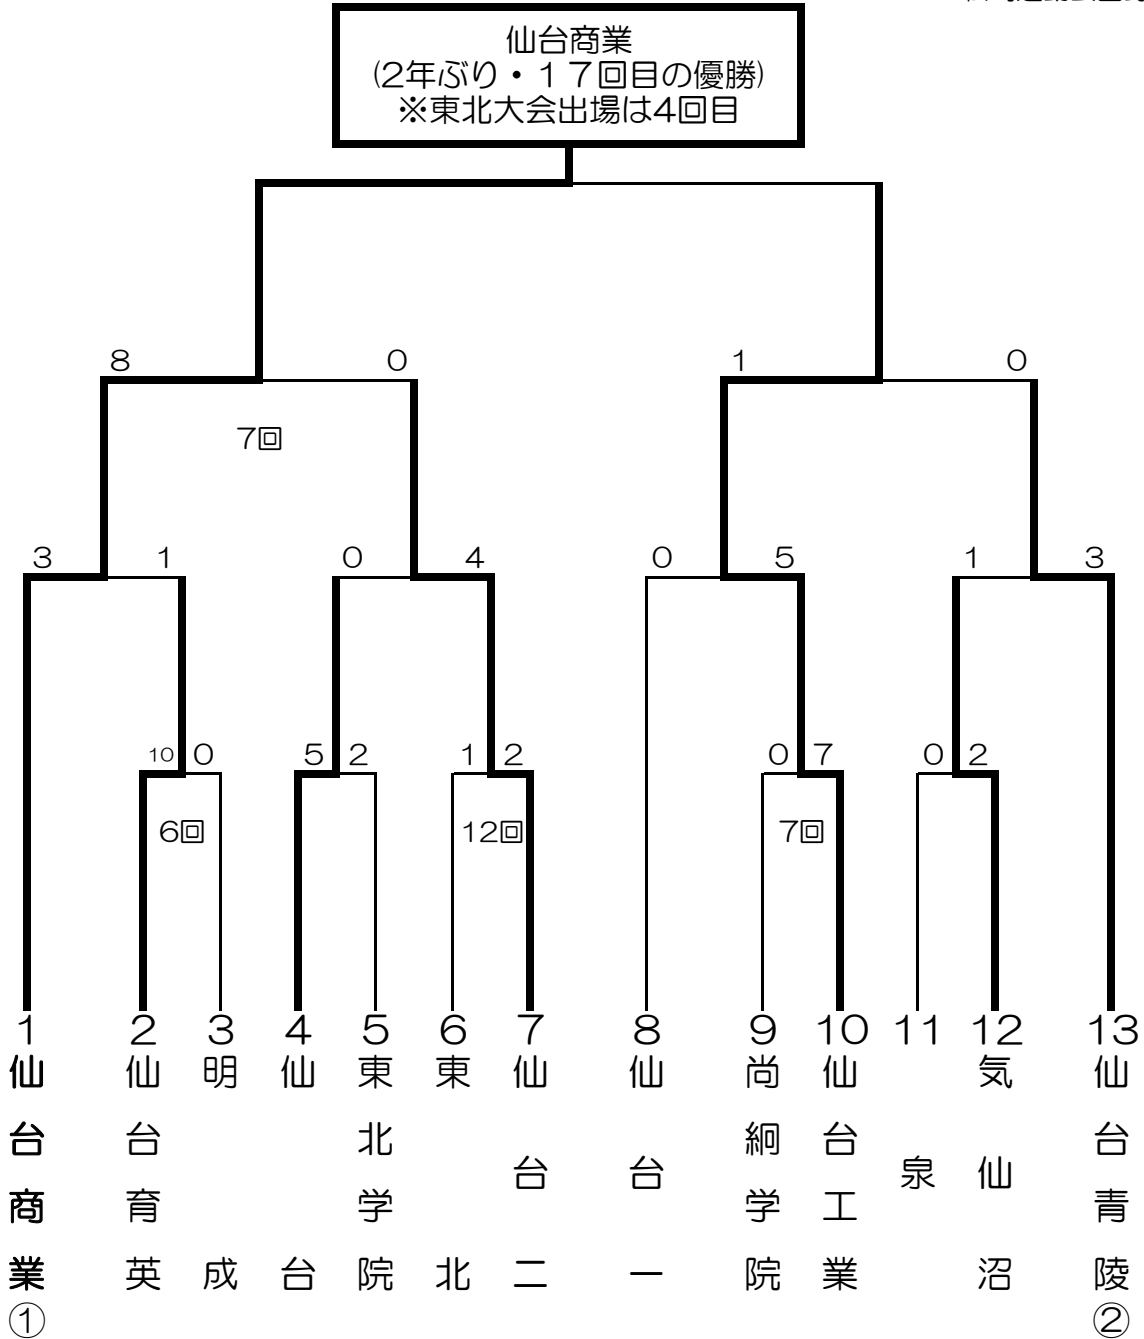 仙台商業
(2年ぶり・１７回目の優勝)
※東北大会出場は4回目
8 0 1 0
7回
3 1 0 4 0 5 1 3
10 0 5 2 1 2 0 7 0 2
6回 12回 7回
1 2 3 4 5 6 7 8 9 10 11 12 13
仙台商業
仙台育英
明成
仙台
東北学院
東北
仙台二
仙台一
尚絅学院
仙台工業
泉
気仙沼
仙台青陵
① ②